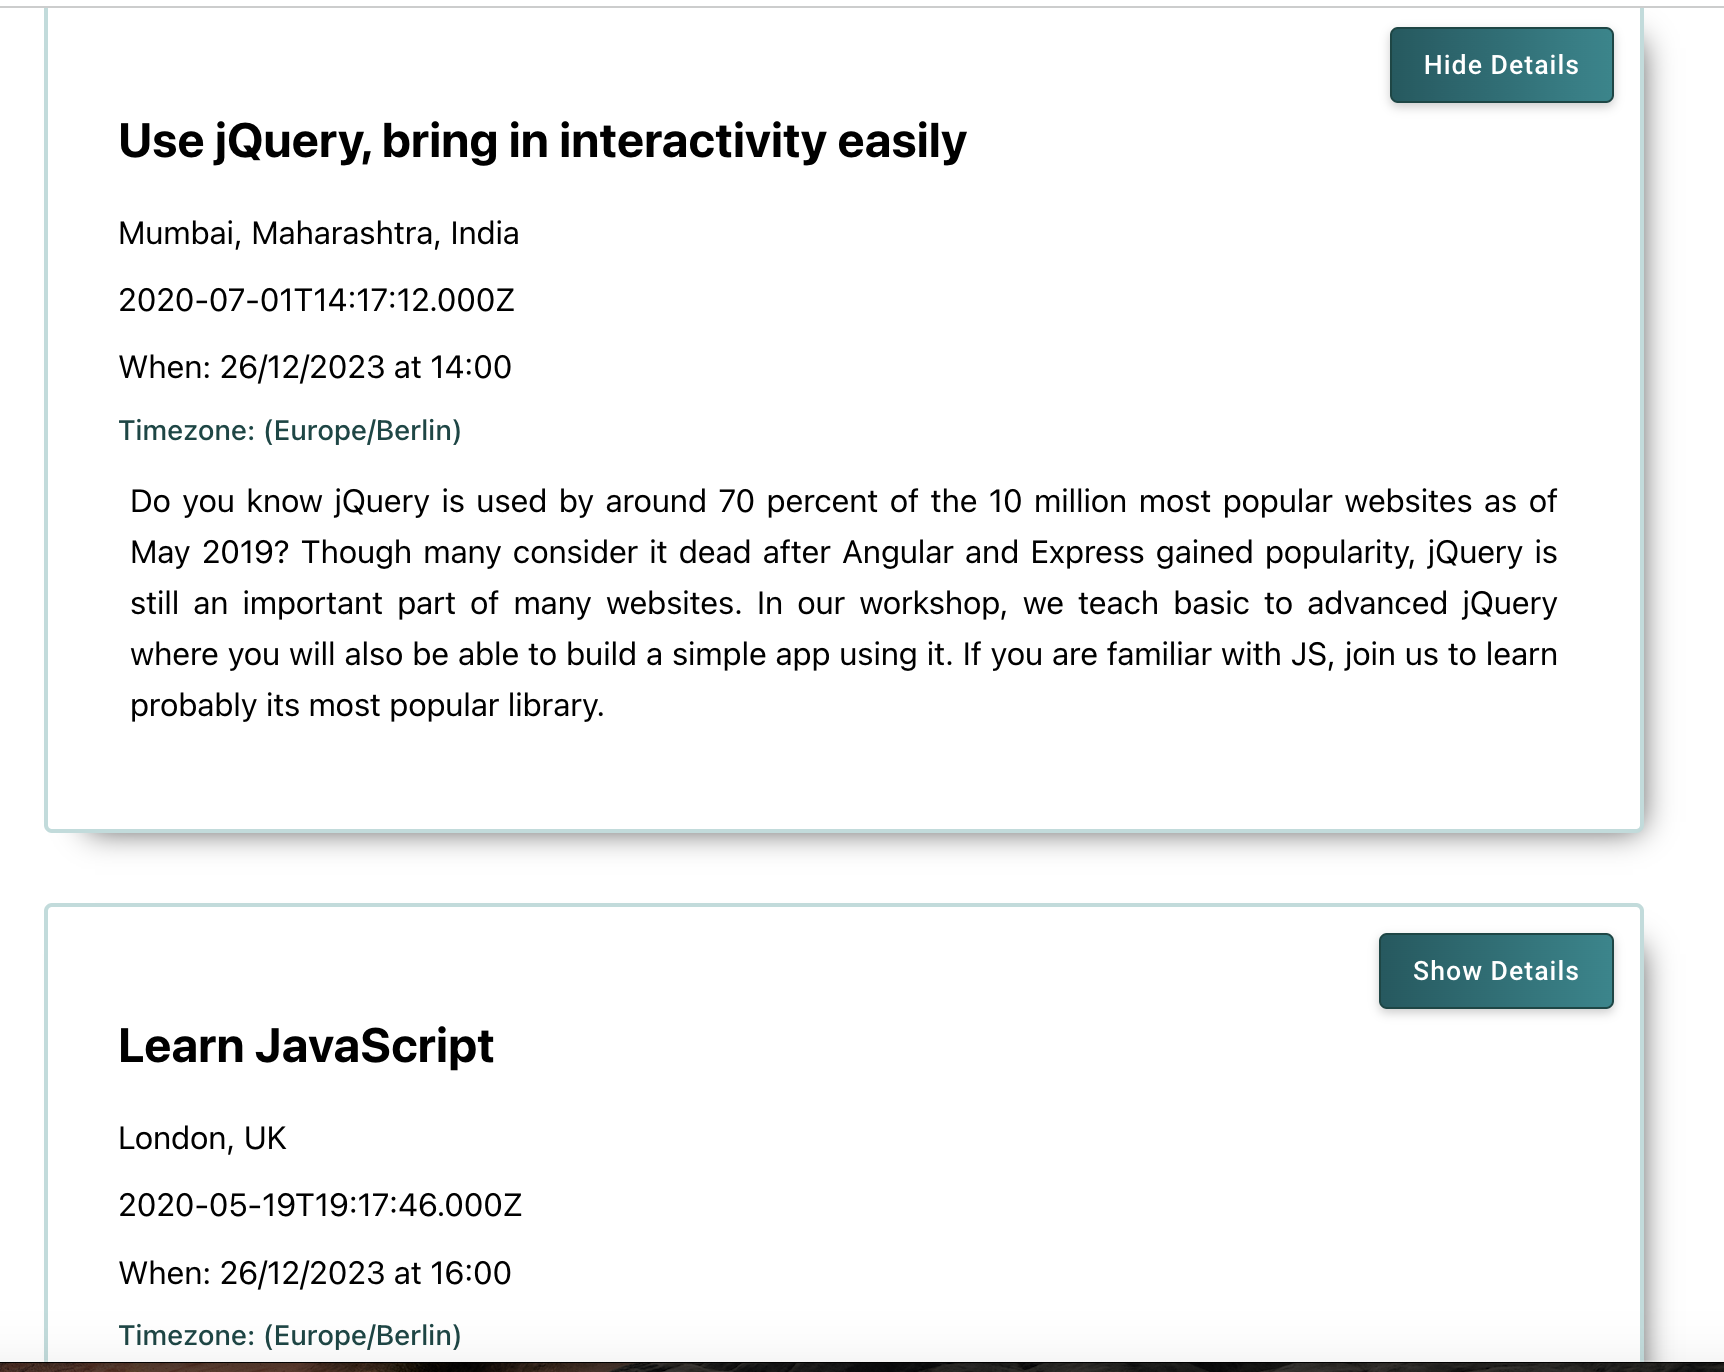 Hide Details
Use jQuery, bring in interactivity easily
Mumbai, Maharashtra, India
2020-07-01T14:17:12.000Z
When: 26/12/2023 at 14:00
Timezone: (Europe/Berlin)
Do you know jQuery is used by around 70 percent of the 10 million most popular websites as of
May 2019? Though many consider it dead after Angular and Express gained popularity, jQuery is
still an important part of many websites. In our workshop, we teach basic to advanced jQuery
where you will also be able to build a simple app using it. If you are familiar with JS, join us to learn
probably its most popular library.
Show Details
Learn JavaScript
London, UK
2020-05-19T19:17:46.000Z
When: 26/12/2023 at 16:00
Timezone: (Europe/Berlin)